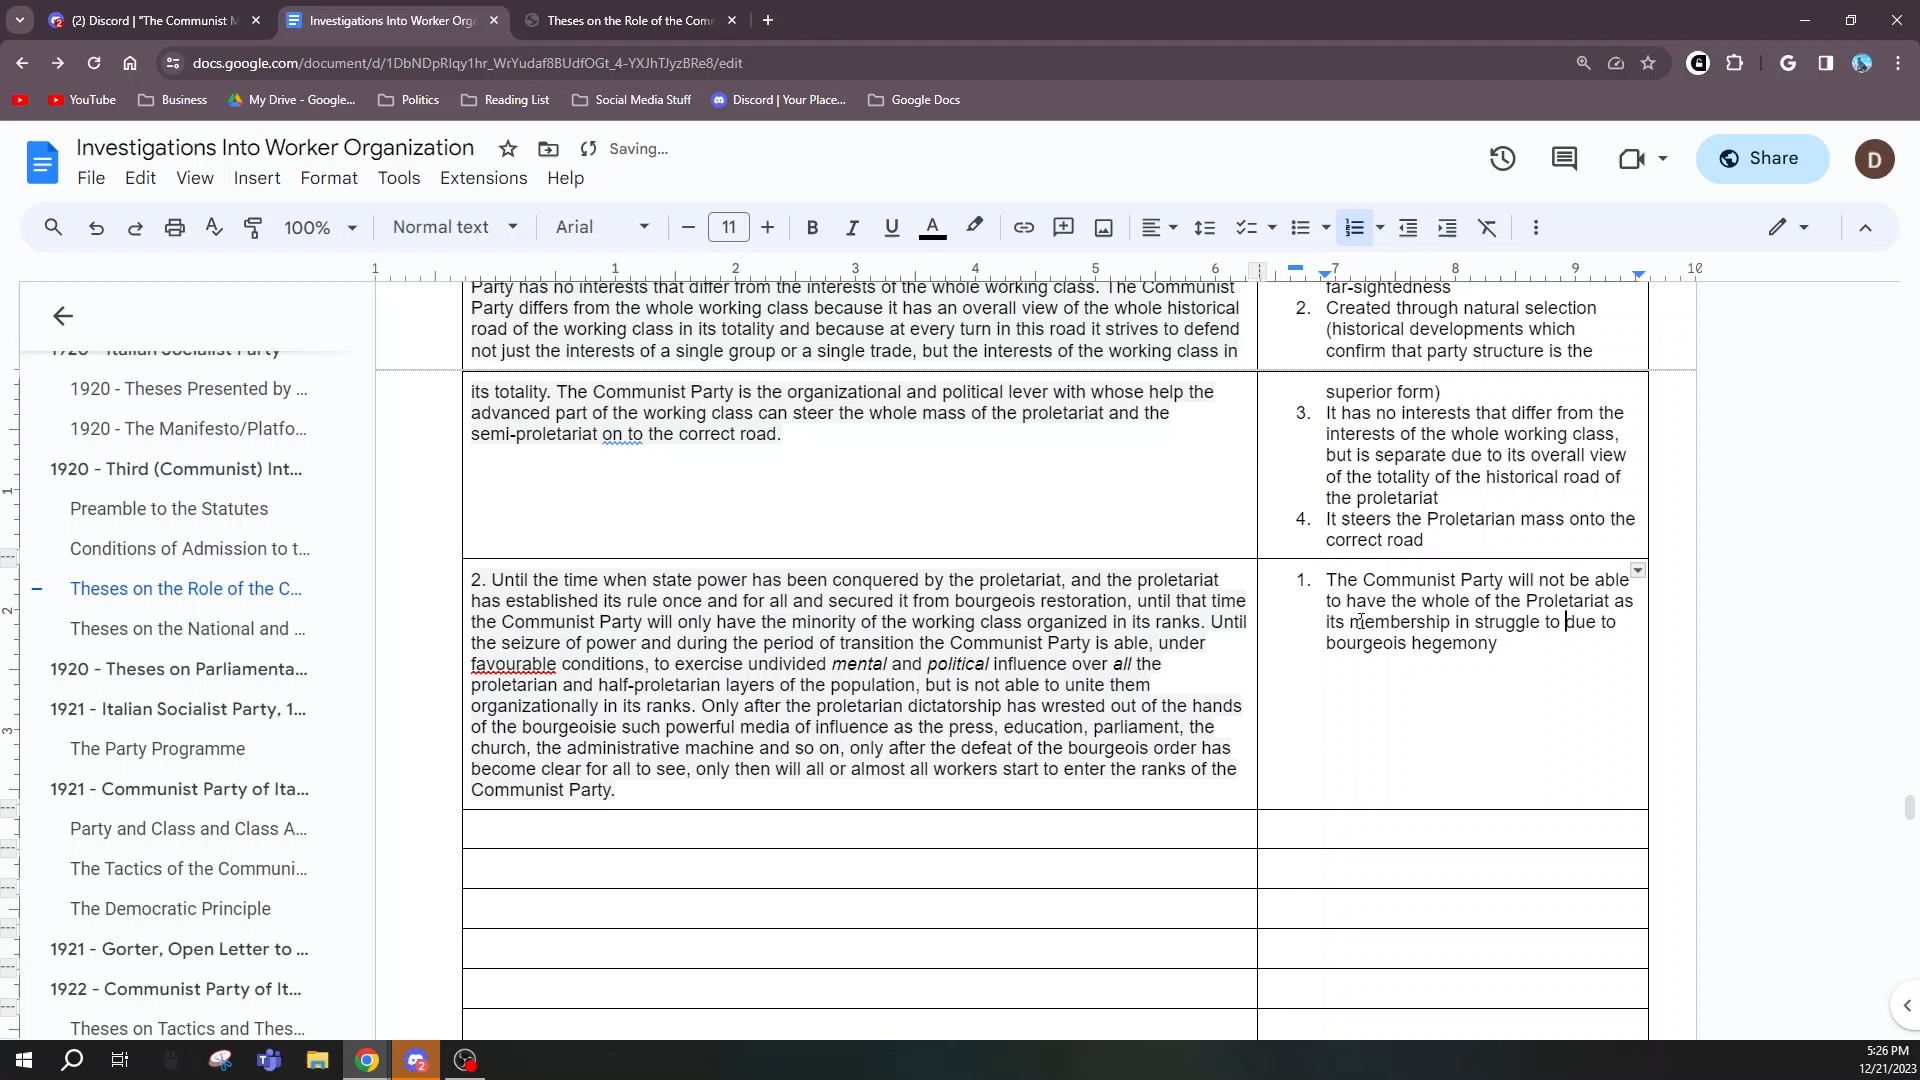 (2) Discord | "The Communist M
Investigations Into Worker Orga
Theses on the Role of the Com
docs.google.com/document/d/1DbNDpRlqy1hr_WrYudaf8BUdfOGt_4-YXJhTJyzBRe8/edit
YouTube
Business
My Drive - Google...
Politics
Reading List
Social Media Stuff
Discord | Your Place...
Google Docs
Investigations Into Worker Organization
Saving...
File Edit View Insert Format Tools Extensions Help
Share
D
100%
Normal text
Arial
11
1 1 2 3 4 5 6 7 8 9 10
1920 - Italian Socialist Party
1920 - Theses Presented by ...
1920 - The Manifesto/Platfo...
1920 - Third (Communist) Int...
Preamble to the Statutes
Conditions of Admission to t...
Theses on the Role of the C...
Theses on the National and ...
1920 - Theses on Parliamenta...
1921 - Italian Socialist Party, 1...
The Party Programme
1921 - Communist Party of Ita...
Party and Class and Class A...
The Tactics of the Communi...
The Democratic Principle
1921 - Gorter, Open Letter to ...
1922 - Communist Party of It...
Theses on Tactics and Thes...
Party has no interests that differ from the interests of the whole working class. The Communist
Party differs from the whole working class because it has an overall view of the whole historical
road of the working class in its totality and because at every turn in this road it strives to defend
not just the interests of a single group or a single trade, but the interests of the working class in
its totality. The Communist Party is the organizational and political lever with whose help the
advanced part of the working class can steer the whole mass of the proletariat and the
semi-proletariat on to the correct road.
far-sightedness
2. Created through natural selection
(historical developments which
confirm that party structure is the
superior form)
3. It has no interests that differ from the
interests of the whole working class,
but is separate due to its overall view
of the totality of the historical road of
the proletariat
4. It steers the Proletarian mass onto the
correct road
2. Until the time when state power has been conquered by the proletariat, and the proletariat
has established its rule once and for all and secured it from bourgeois restoration, until that time
the Communist Party will only have the minority of the working class organized in its ranks. Until
the seizure of power and during the period of transition the Communist Party is able, under
favourable conditions, to exercise undivided mental and political influence over all the
proletarian and half-proletarian layers of the population, but is not able to unite them
organizationally in its ranks. Only after the proletarian dictatorship has wrested out of the hands
of the bourgeoisie such powerful media of influence as the press, education, parliament, the
church, the administrative machine and so on, only after the defeat of the bourgeois order has
become clear for all to see, only then will all or almost all workers start to enter the ranks of the
Communist Party.
1. The Communist Party will not be able
to have the whole of the Proletariat as
its membership in struggle to due to
bourgeois hegemony
1
2
3
5:26 PM
12/21/2023